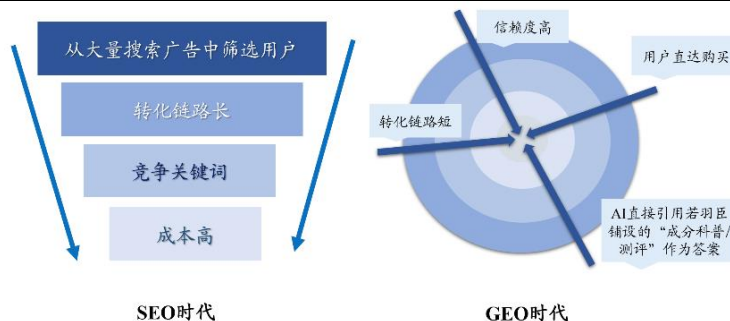 从大量搜索广告中筛选用户
转化链路长
竞争关键词
成本高
SEO时代
信赖度高
用户直达购买
转化链路短
AI直接引用若羽臣
铺设的“成分科普/
测评”作为答案
GEO时代